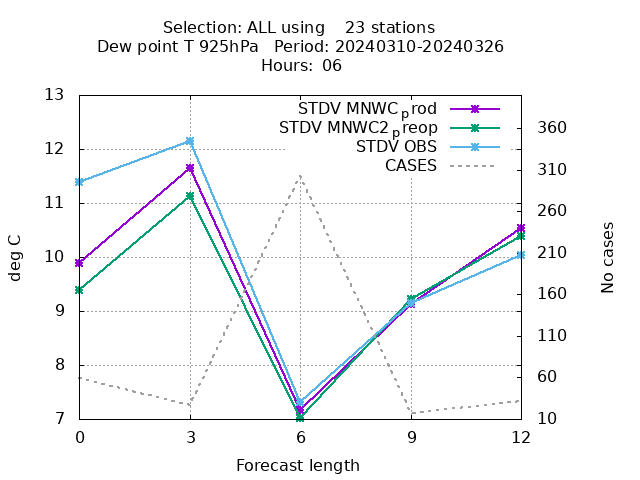 Selection: ALL using    23 stations
Dew point T 925hPa   Period: 20240310-20240326
Hours:  06
STDV MNWCprod
STDV MNWC2preop
STDV OBS
CASES
13
12
11
10
9
8
7
360
310
260
210
160
110
60
10
deg C
No cases
0 3 6 9 12
Forecast length